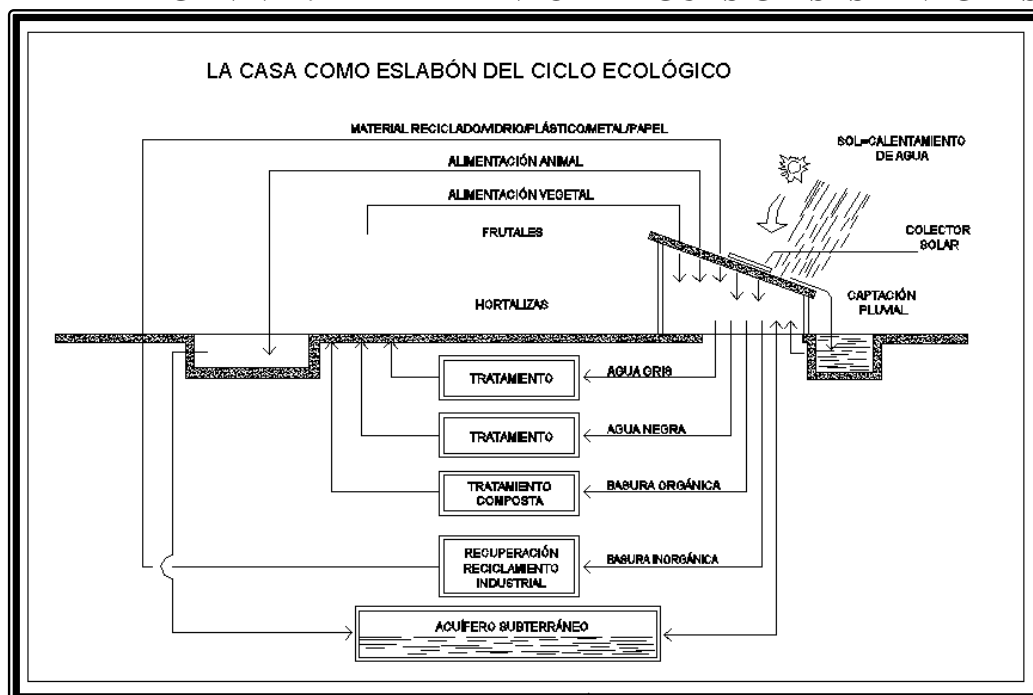 LA CASA COMO ESLABÓN DEL CICLO ECOLÓGICO
MATERIAL RECICLADO/VIDRIO/PLÁSTICO/METAL/PAPEL
SOL=CALENTAMIENTO
DE AGUA
ALIMENTACIÓN ANIMAL
ALIMENTACIÓN VEGETAL
FRUTALES
COLECTOR
SOLAR
HORTALIZAS
CAPTACIÓN
PLUVIAL
TRATAMIENTO
AGUA GRIS
TRATAMIENTO
AGUA NEGRA
TRATAMIENTO
COMPOSTA
BASURA ORGÁNICA
RECUPERACIÓN
RECICLAMIENTO
INDUSTRIAL
BASURA INORGÁNICA
ACUÍFERO SUBTERRÁNEO